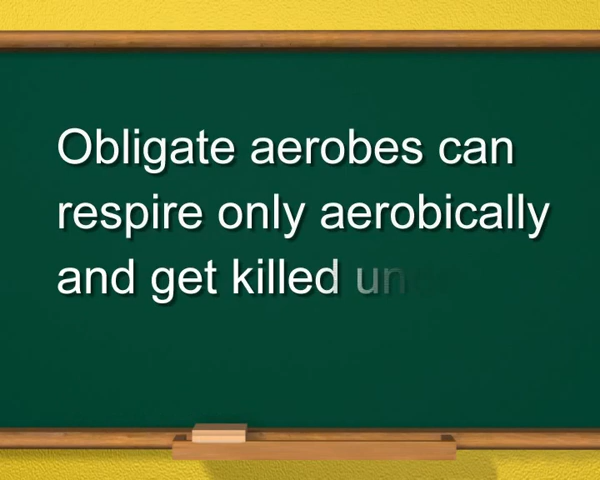 Obligate aerobes can
respire only aerobically
and get killed